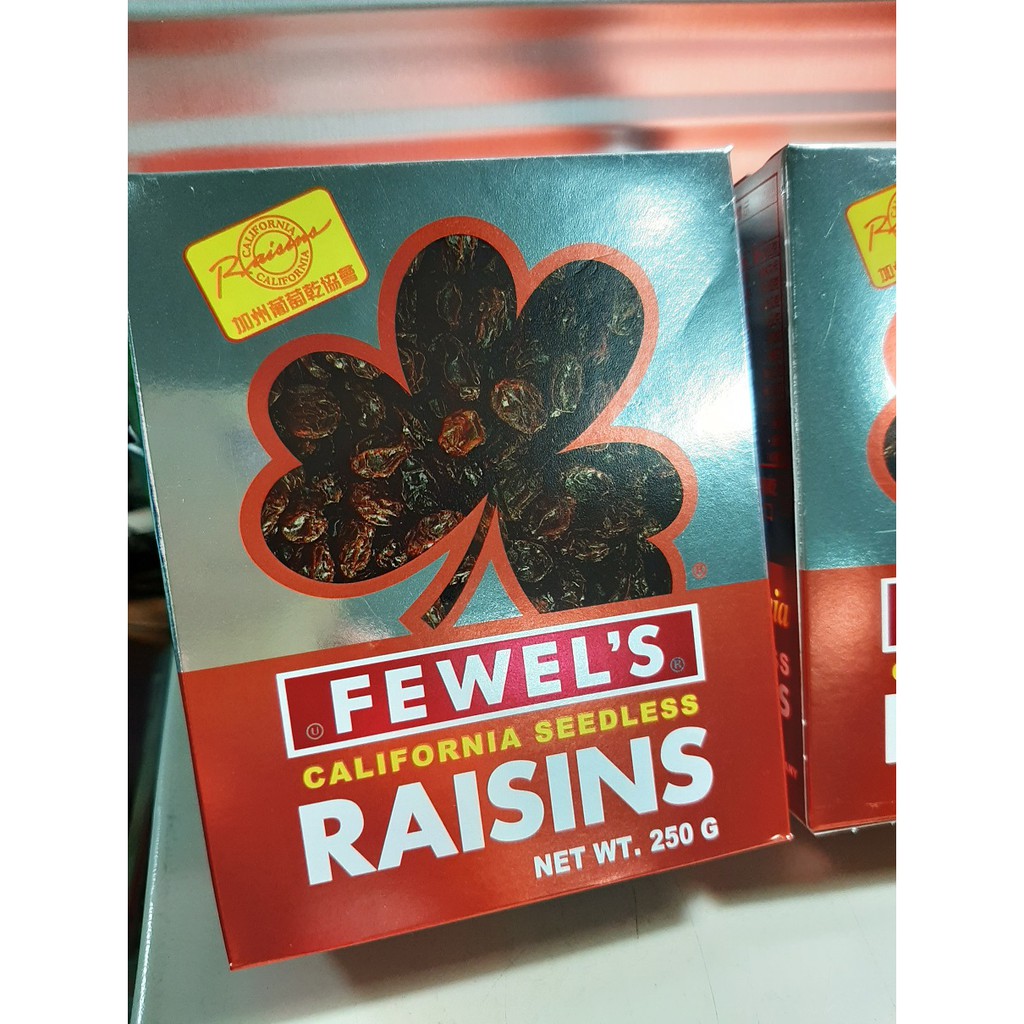 CALIFORNIA
Raisins
CALIFORNIA
加州葡萄乾協會
FEWEL'S
CALIFORNIA SEEDLESS
RAISINS
NET WT. 250 G